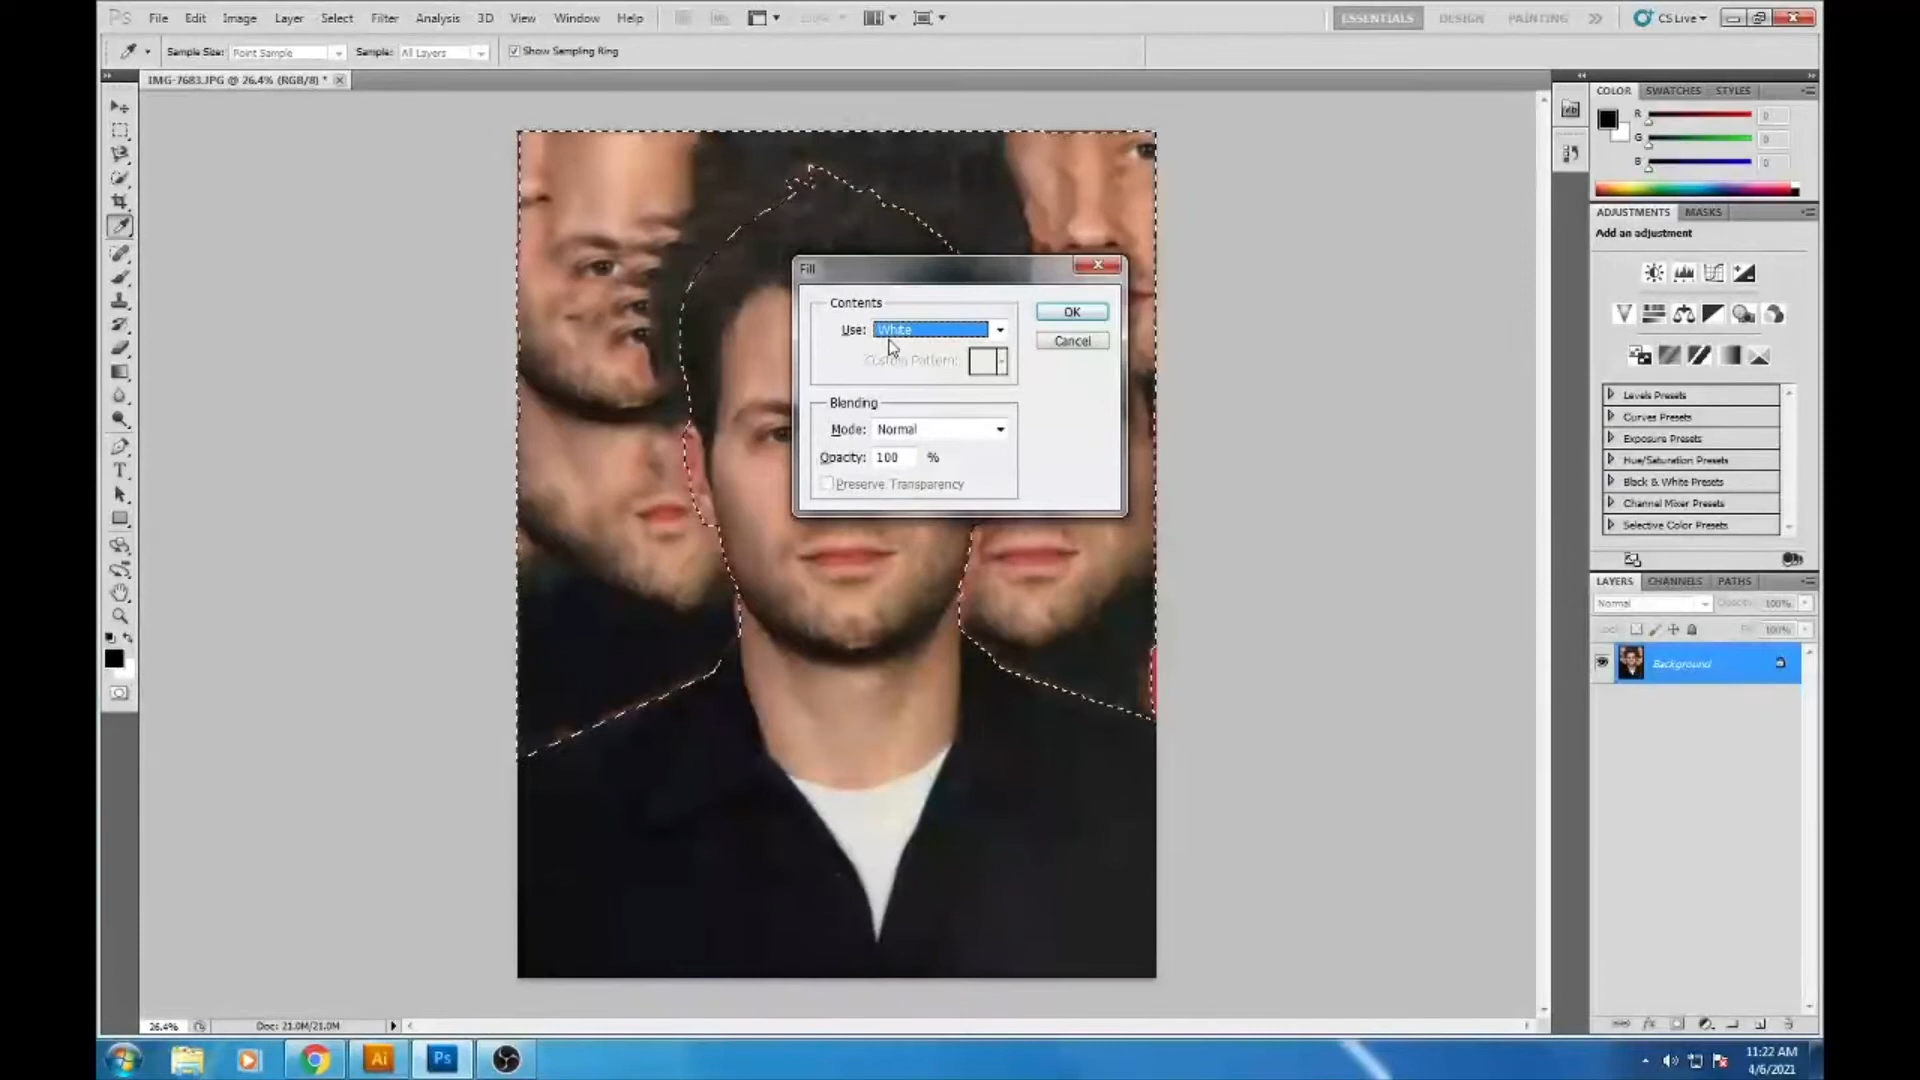 Ps File Edit Image Layer Select Filter Analysis 3D View Window Help ESSENTIALS DESIGN PAINTING CS Live
Sample Size: Point Sample Sample: All Layers Show Sampling Ring
IMG-7683.JPG @ 26.4% (RGB/8) *
COLOR SWATCHES STYLES
R 0
G 0
B 0
ADJUSTMENTS MASKS
Add an adjustment
Fill
Contents
Use: White
Custom Pattern:
OK
Cancel
Blending
Mode: Normal
Opacity: 100 %
Preserve Transparency
Levels Presets
Curves Presets
Exposure Presets
Hue/Saturation Presets
Black & White Presets
Channel Mixer Presets
Selective Color Presets
LAYERS CHANNELS PATHS
Normal Opacity: 100%
Lock: Fill: 100%
Background
26.4% Doc: 21.0M/21.0M
Ai Ps
11:22 AM
4/6/2021